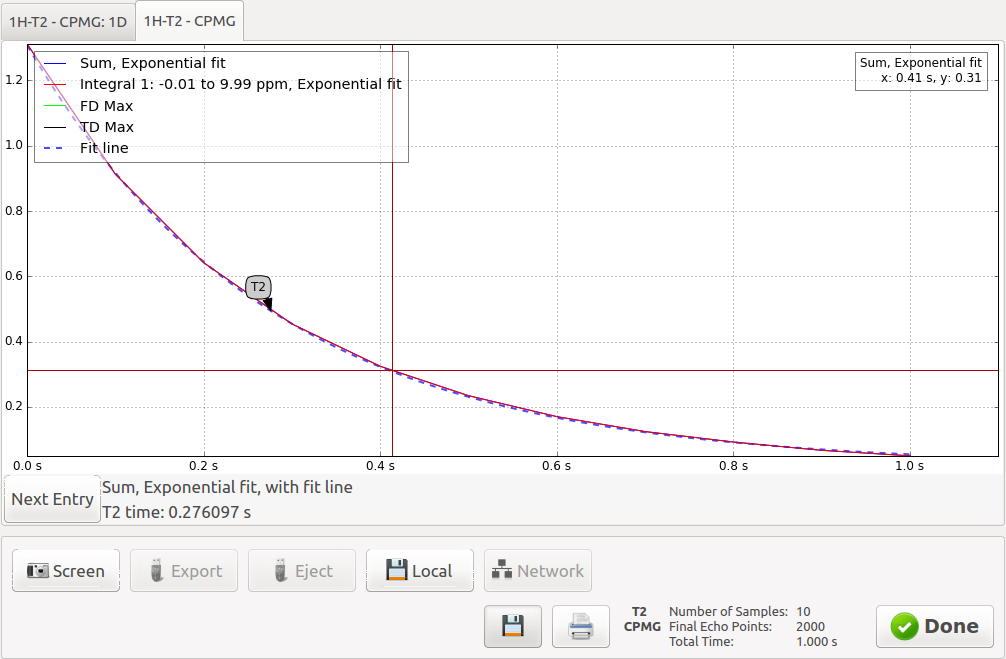 1H-T2 - CPMG: 1D
1H-T2 - CPMG
Sum, Exponential fit
Integral 1: -0.01 to 9.99 ppm, Exponential fit
FD Max
TD Max
Fit line
Sum, Exponential fit
x: 0.41 s, y: 0.31
1.2
1.0
0.8
0.6
0.4
0.2
T2
0.0 s
0.2 s
0.4 s
0.6 s
0.8 s
1.0 s
Next Entry
Sum, Exponential fit, with fit line
T2 time: 0.276097 s
Screen
Export
Eject
Local
Network
T2
CPMG
Number of Samples: 10
Final Echo Points: 2000
Total Time: 1.000 s
Done